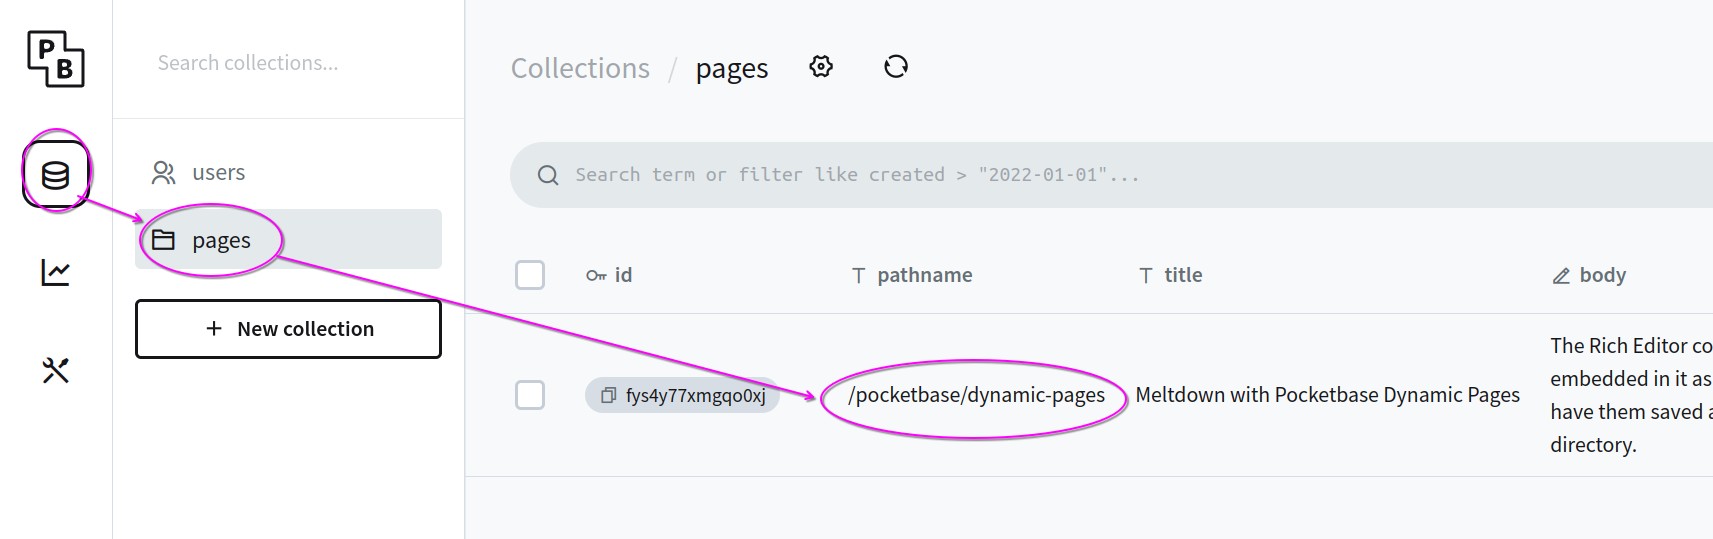 P
B
Search collections...
users
pages
New collection
Collections / pages
Search term or filter like created > "2022-01-01"...
id pathname title body
fys4y77xmgqo0xj /pocketbase/dynamic-pages Meltdown with Pocketbase Dynamic Pages
The Rich Editor co
embedded in it as
have them saved a
directory.